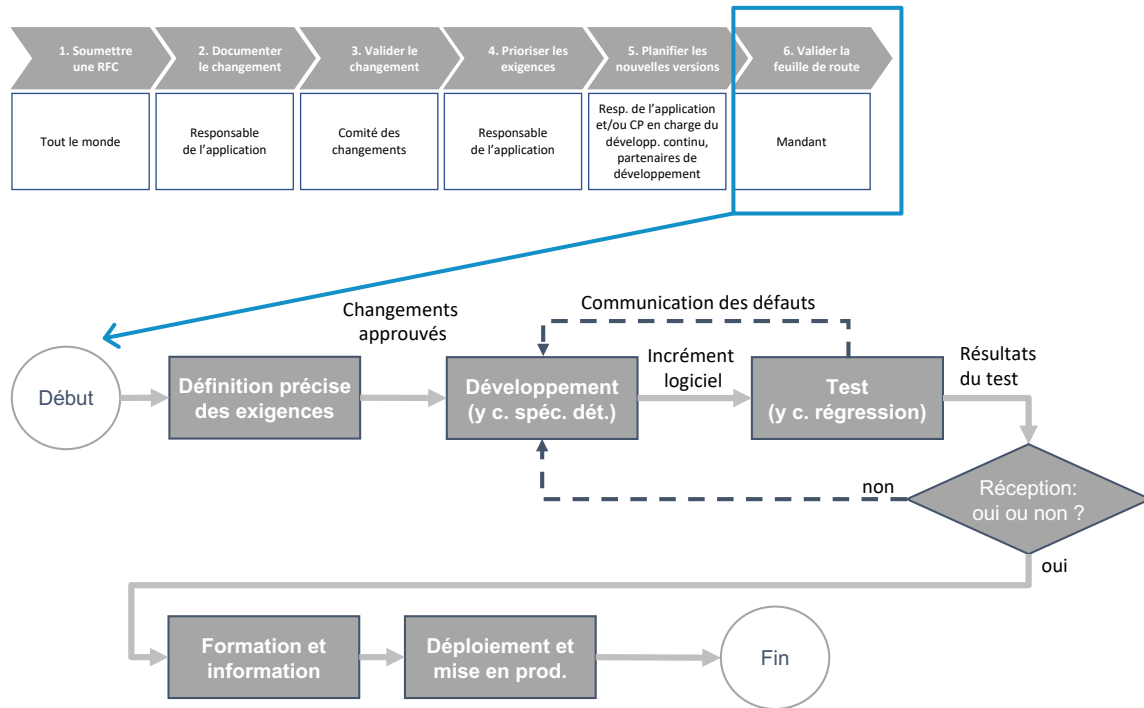 1. Soumettre
une RFC
2. Documenter
le changement
3. Valider le
changement
4. Prioriser les
exigences
5. Planifier les
nouvelles versions
6. Valider la
feuille de route
Tout le monde
Responsable
de l'application
Comité des
changements
Responsable
de l'application
Resp. de l'application
et/ou CP en charge du
développ. continu,
partenaires de
développement
Mandant
Changements
approuvés
Communication des défauts
Incrément
logiciel
Résultats
du test
Début
Définition précise
des exigences
Développement
(y c. spéc. dét.)
Test
(y c. régression)
Réception:
oui ou non ?
non
oui
Formation et
information
Déploiement et
mise en prod.
Fin